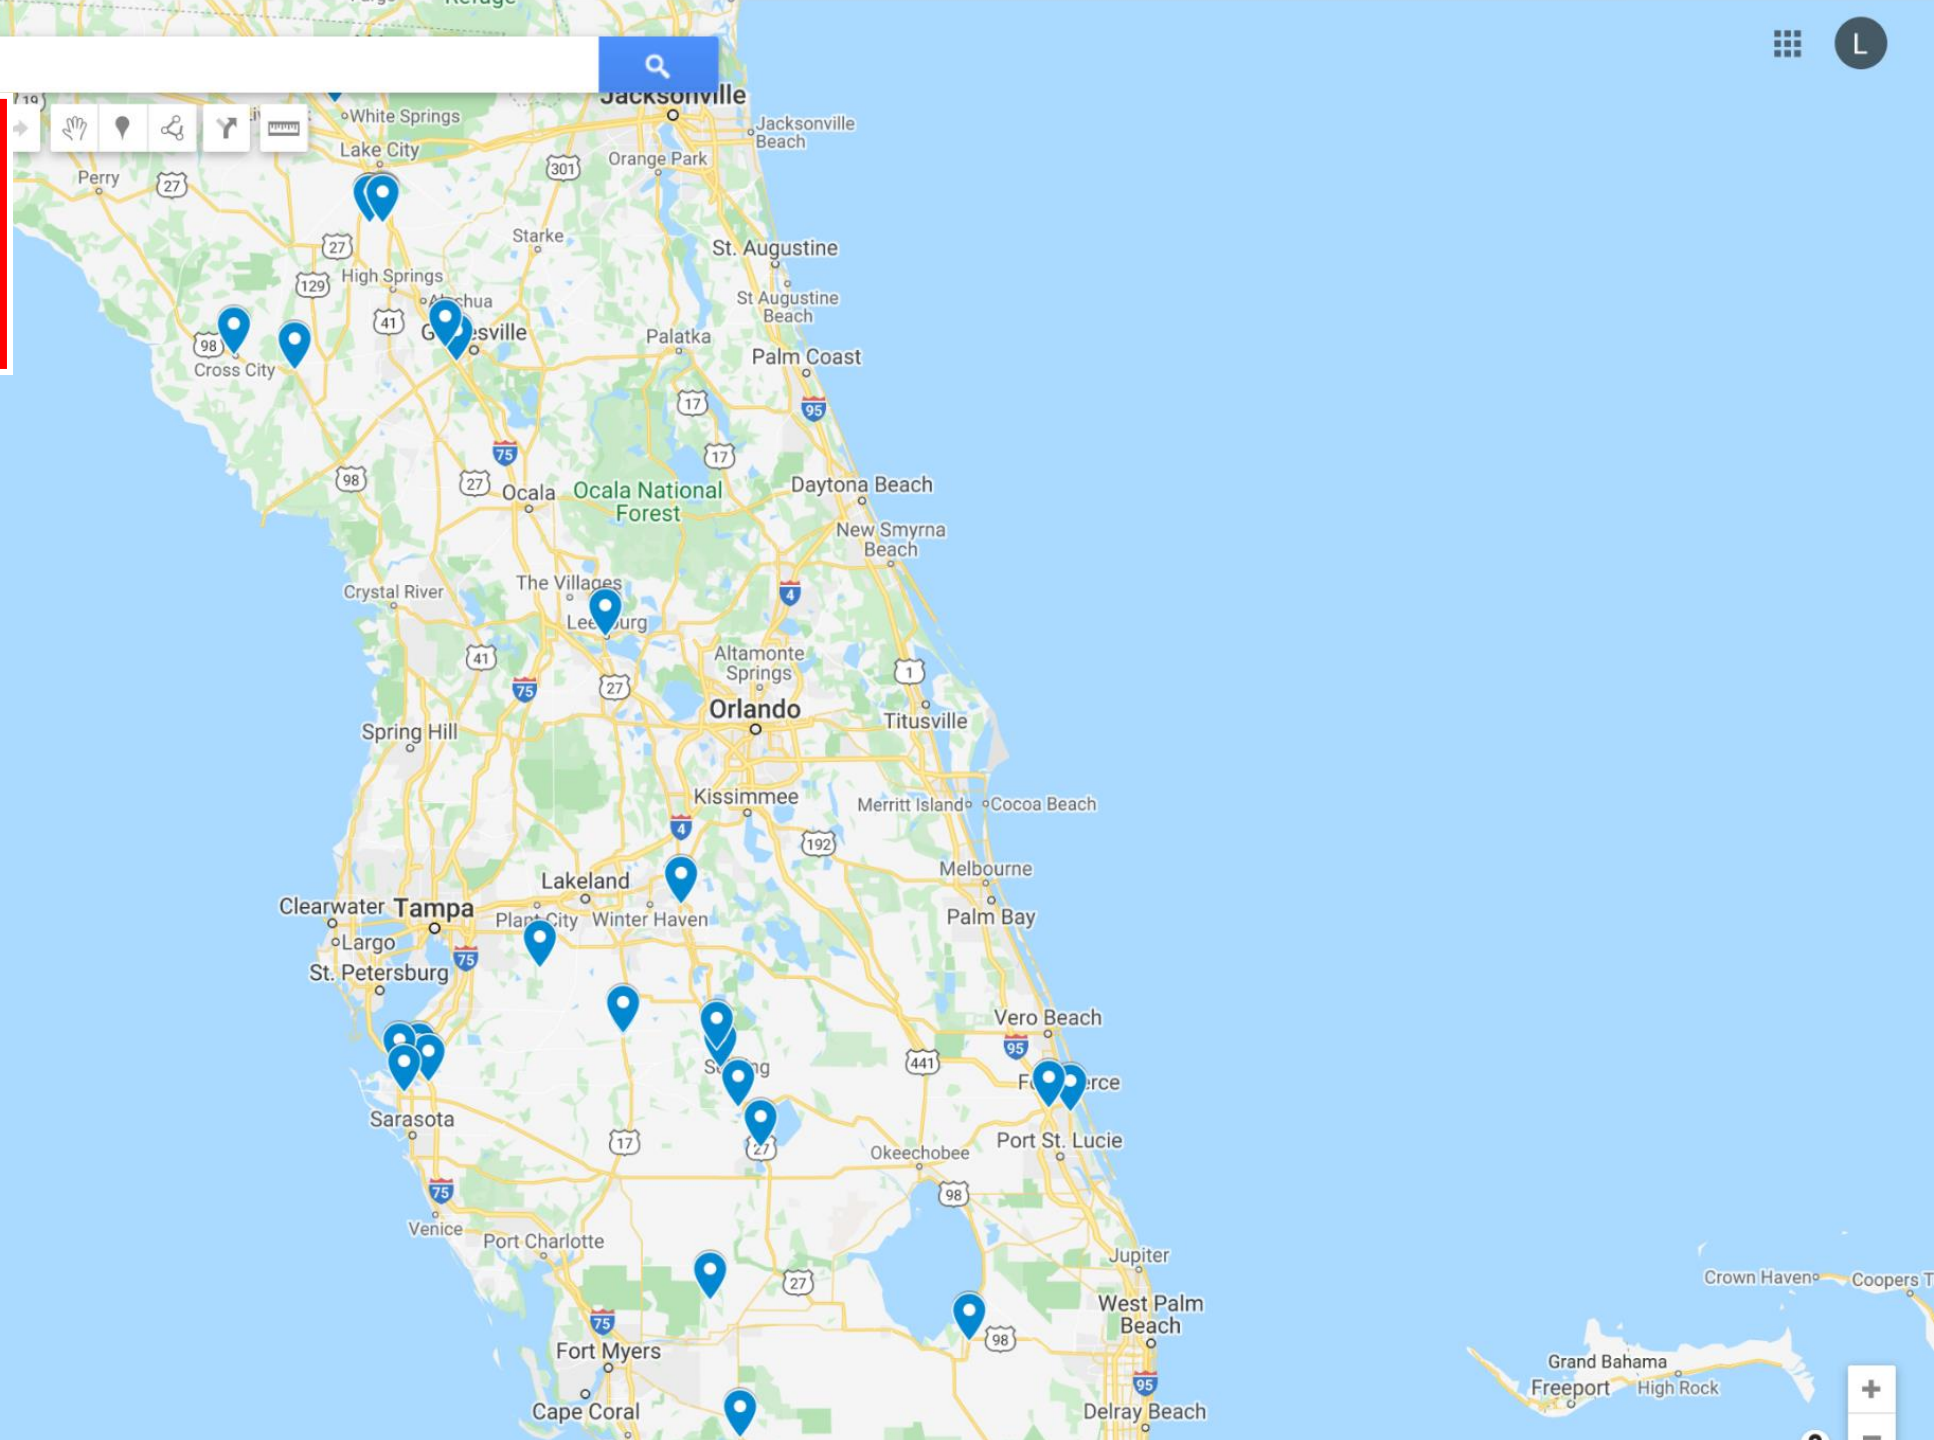 Refuge
L
Jacksonville
19
White Springs
Jacksonville
Beach
Lake City
301
Orange Park
Perry
27
Starke
27
St. Augustine
High Springs
129
St Augustine
Beach
41
Palatka
98
Palm Coast
Cross City
17
95
75
17
98
27
Ocala
Ocala National
Forest
Daytona Beach
New Smyrna
Beach
The Villages
Crystal River
4
41
Altamonte
Springs
1
75
27
Orlando
Titusville
Spring Hill
Kissimmee
Merritt Island
Cocoa Beach
4
192
Melbourne
Lakeland
Clearwater
Tampa
Plant City
Winter Haven
Palm Bay
Largo
75
St. Petersburg
Vero Beach
95
441
Sarasota
17
27
Port St. Lucie
Okeechobee
75
98
Venice
Port Charlotte
Jupiter
27
Crown Haven
Coopers T
West Palm
Beach
75
98
Fort Myers
Grand Bahama
Freeport
High Rock
95
Cape Coral
Delray Beach